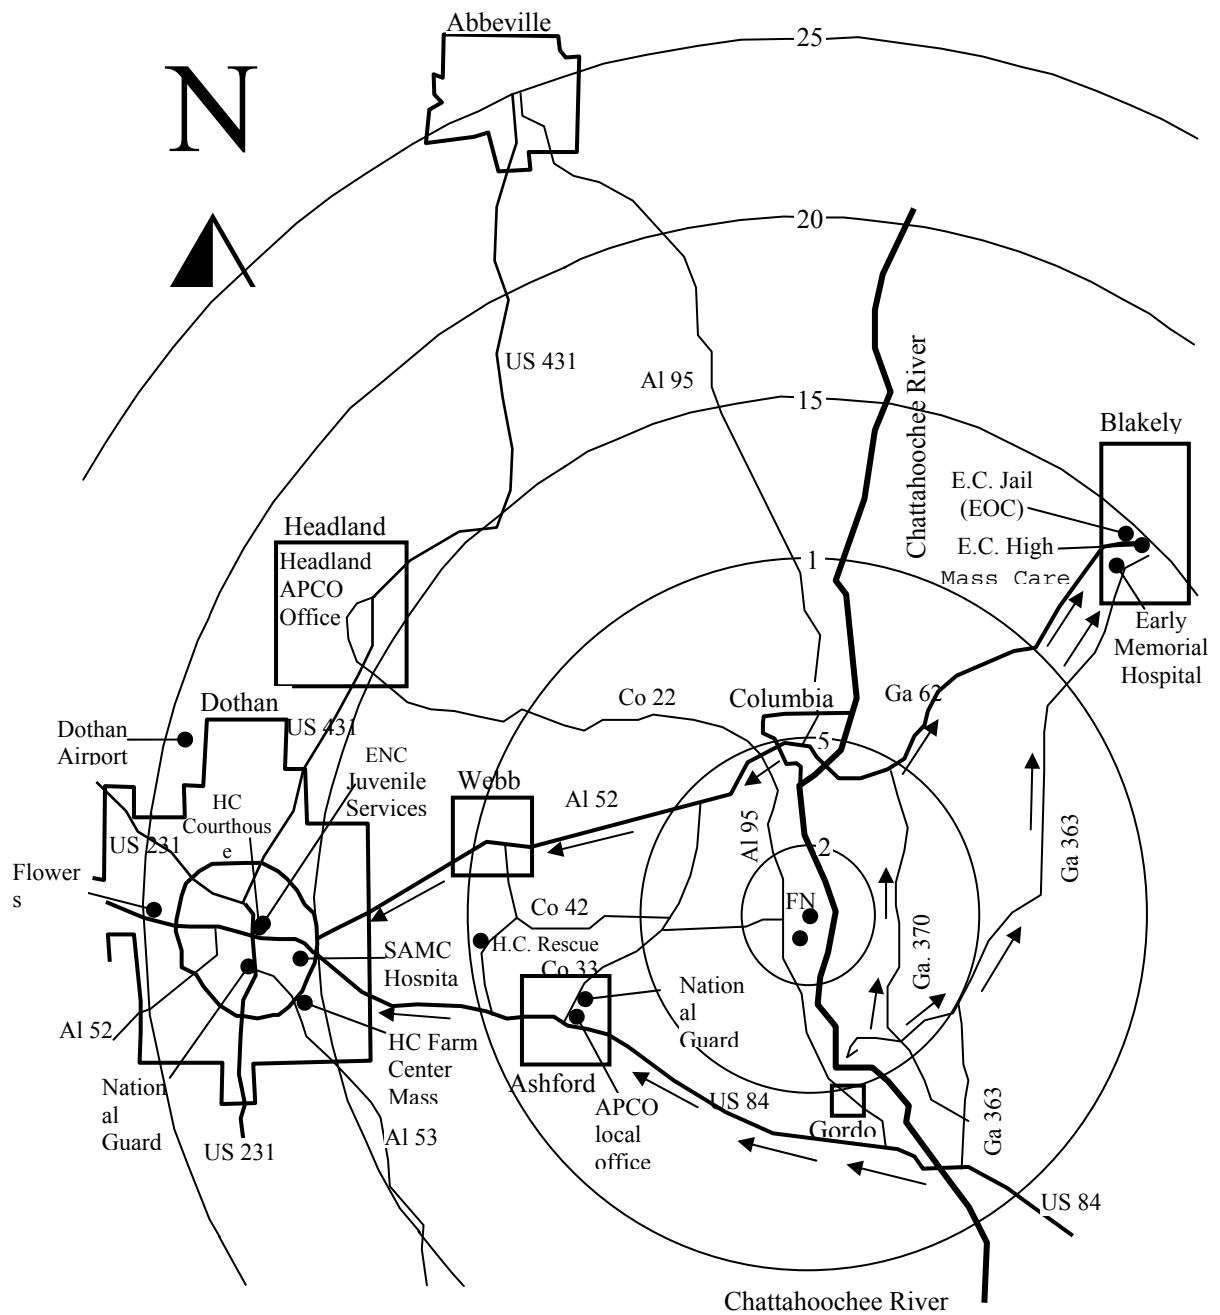 Abbeville
25
N
20
US 431
Al 95
Chattahoochee River
15
Blakely
E.C. Jail
(EOC)
E.C. High
Mass Care
Early
Memorial
Hospital
Headland
Headland
APCO
Office
1
Dothan
US 431
Dothan
Airport
ENC
Juvenile
Services
HC
Courthous
e
Co 22
Columbia
Ga 62
5
Webb
Al 52
Al 95
2
US 231
Flower
s
FN
Ga 363
Co 42
H.C. Rescue
Co 33
Ga. 370
SAMC
Hospita
Nation
al
Guard
Al 52
HC Farm
Center
Mass
Ashford
APCO
local
office
US 84
Gordo
Ga 363
Nation
al
Guard
US 231
Al 53
US 84
Chattahoochee River